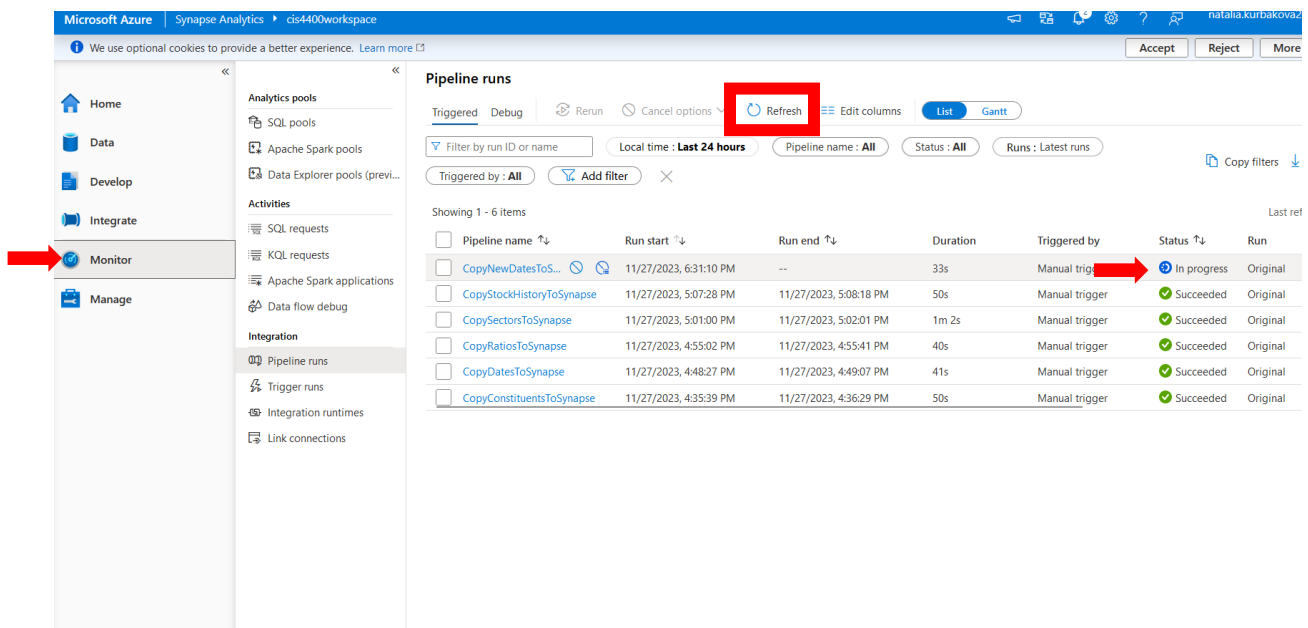 Microsoft Azure Synapse Analytics cis4400workspace natalia.kurbakova2
We use optional cookies to provide a better experience. Learn more Accept Reject More
Home
Data
Develop
Integrate
Monitor
Manage
Analytics pools
SQL pools
Apache Spark pools
Data Explorer pools (previ...
Activities
SQL requests
KQL requests
Apache Spark applications
Data flow debug
Integration
Pipeline runs
Trigger runs
Integration runtimes
Link connections
Pipeline runs
Triggered Debug Rerun Cancel options Refresh Edit columns List Gantt
Filter by run ID or name Local time : Last 24 hours Pipeline name : All Status : All Runs : Latest runs
Copy filters
Triggered by : All Add filter
Showing 1 - 6 items Last ref
Pipeline name Run start Run end Duration Triggered by Status Run
CopyNewDatesToS... 11/27/2023, 6:31:10 PM -- 33s Manual trig In progress Original
CopyStockHistoryToSynapse 11/27/2023, 5:07:28 PM 11/27/2023, 5:08:18 PM 50s Manual trigger Succeeded Original
CopySectorsToSynapse 11/27/2023, 5:01:00 PM 11/27/2023, 5:02:01 PM 1m 2s Manual trigger Succeeded Original
CopyRatiosToSynapse 11/27/2023, 4:55:02 PM 11/27/2023, 4:55:41 PM 40s Manual trigger Succeeded Original
CopyDatesToSynapse 11/27/2023, 4:48:27 PM 11/27/2023, 4:49:07 PM 41s Manual trigger Succeeded Original
CopyConstituentsToSynapse 11/27/2023, 4:35:39 PM 11/27/2023, 4:36:29 PM 50s Manual trigger Succeeded Original